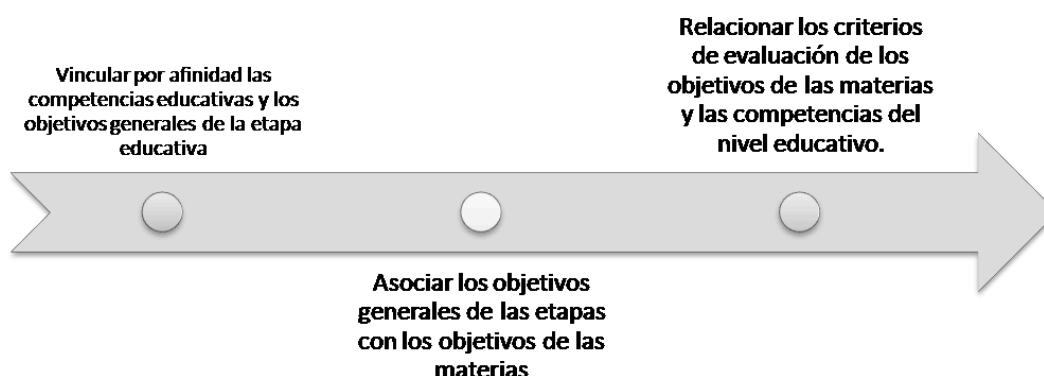 Vincular por afinidad las
competencias educativas y los
objetivos generales de la etapa
educativa
Asociar los objetivos
generales de las etapas
con los objetivos de las
materias
Relacionar los criterios
de evaluación de los
objetivos de las materias
y las competencias del
nivel educativo.